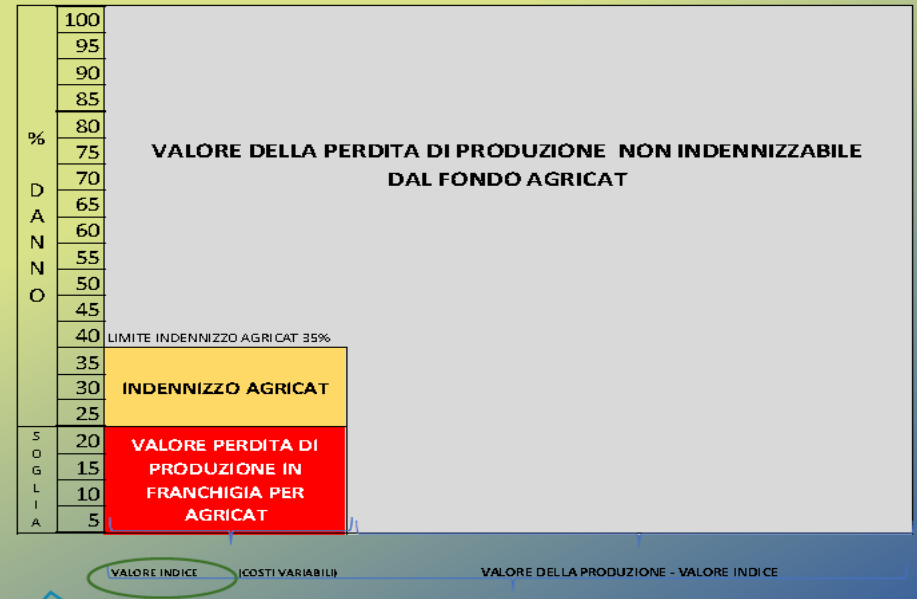 100
95
90
85
80
75
70
65
60
55
50
45
40
35
30
25
20
15
10
5
% DANNO
SOGLIA
VALORE DELLA PERDITA DI PRODUZIONE NON INDENNIZZABILE
DAL FONDO AGRICAT
LIMITE INDENNIZZO AGRICAT 35%
INDENNIZZO AGRICAT
VALORE PERDITA DI
PRODUZIONE IN
FRANCHIGIA PER
AGRICAT
VALORE INDICE (COSTI VARIABILI) VALORE DELLA PRODUZIONE - VALORE INDICE